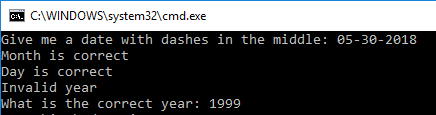 C:\WINDOWS\system32\cmd.exe
Give me a date with dashes in the middle: 05-30-2018
Month is correct
Day is correct
Invalid year
What is the correct year: 1999